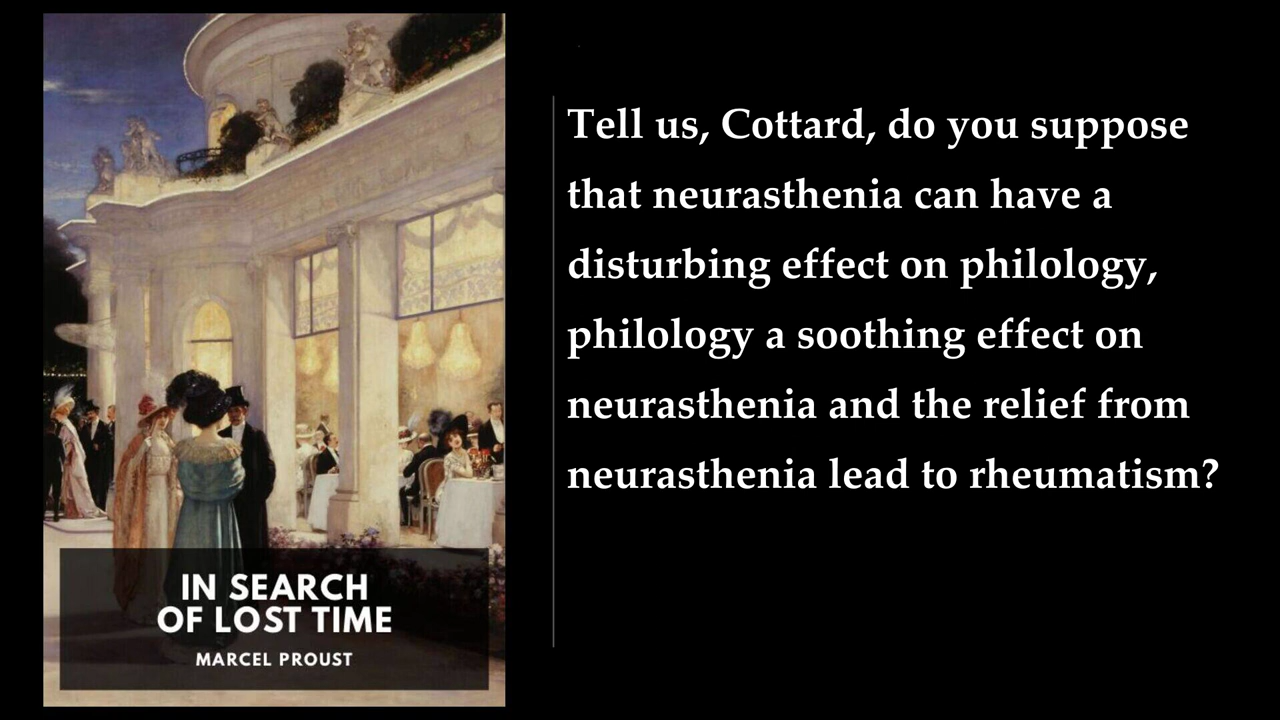 Tell us, Cottard, do you suppose
that neurasthenia can have a
disturbing effect on philology,
philology a soothing effect on
neurasthenia and the relief from
neurasthenia lead to rheumatism?
IN SEARCH
OF LOST TIME
MARCEL PROUST